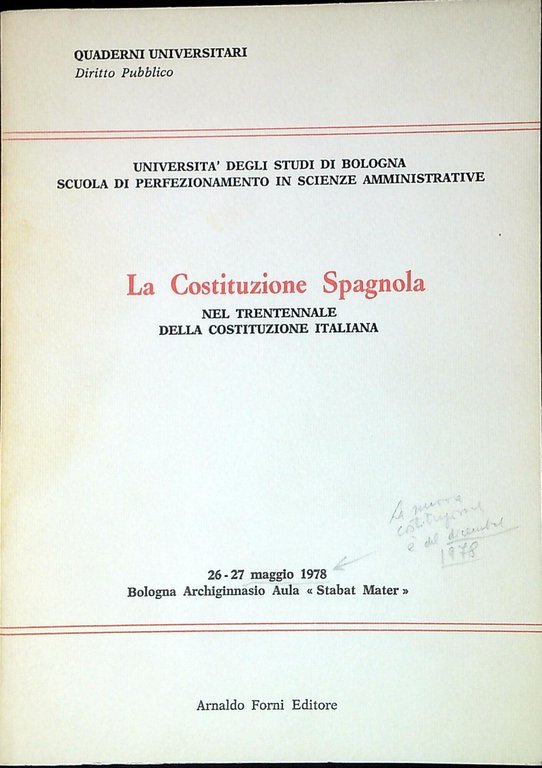 QUADERNI UNIVERSITARI
Diritto Pubblico
UNIVERSITA' DEGLI STUDI DI BOLOGNA
SCUOLA DI PERFEZIONAMENTO IN SCIENZE AMMINISTRATIVE
La Costituzione Spagnola
NEL TRENTENNALE
DELLA COSTITUZIONE ITALIANA
La nuova
costituzione
è del dicembre
1978
26-27 maggio 1978
Bologna Archiginnasio Aula « Stabat Mater »
Arnaldo Forni Editore